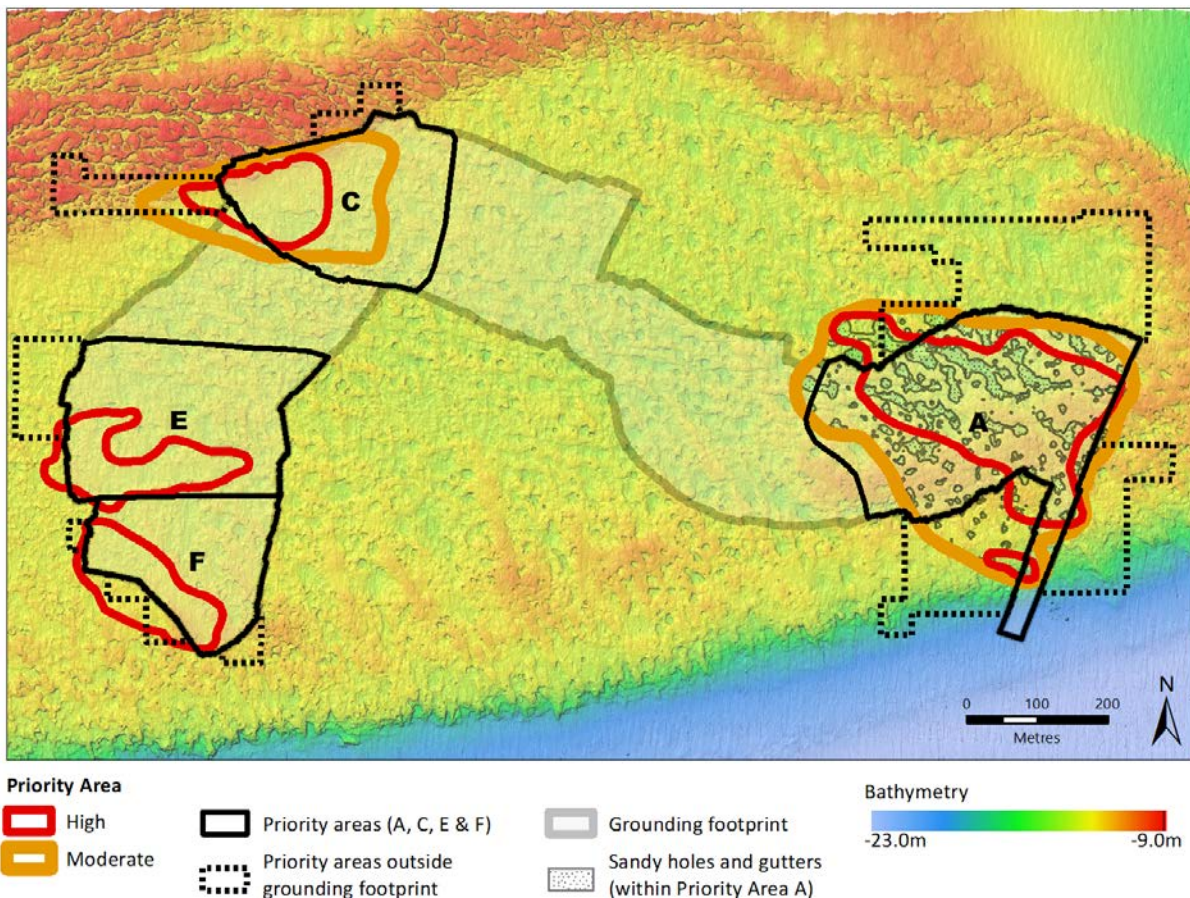 C
E
A
F
N
0 100 200
Metres
Priority Area
High
Moderate
Priority areas (A, C, E & F)
Priority areas outside
grounding footprint
Grounding footprint
Sandy holes and gutters
(within Priority Area A)
Bathymetry
-23.0m -9.0m